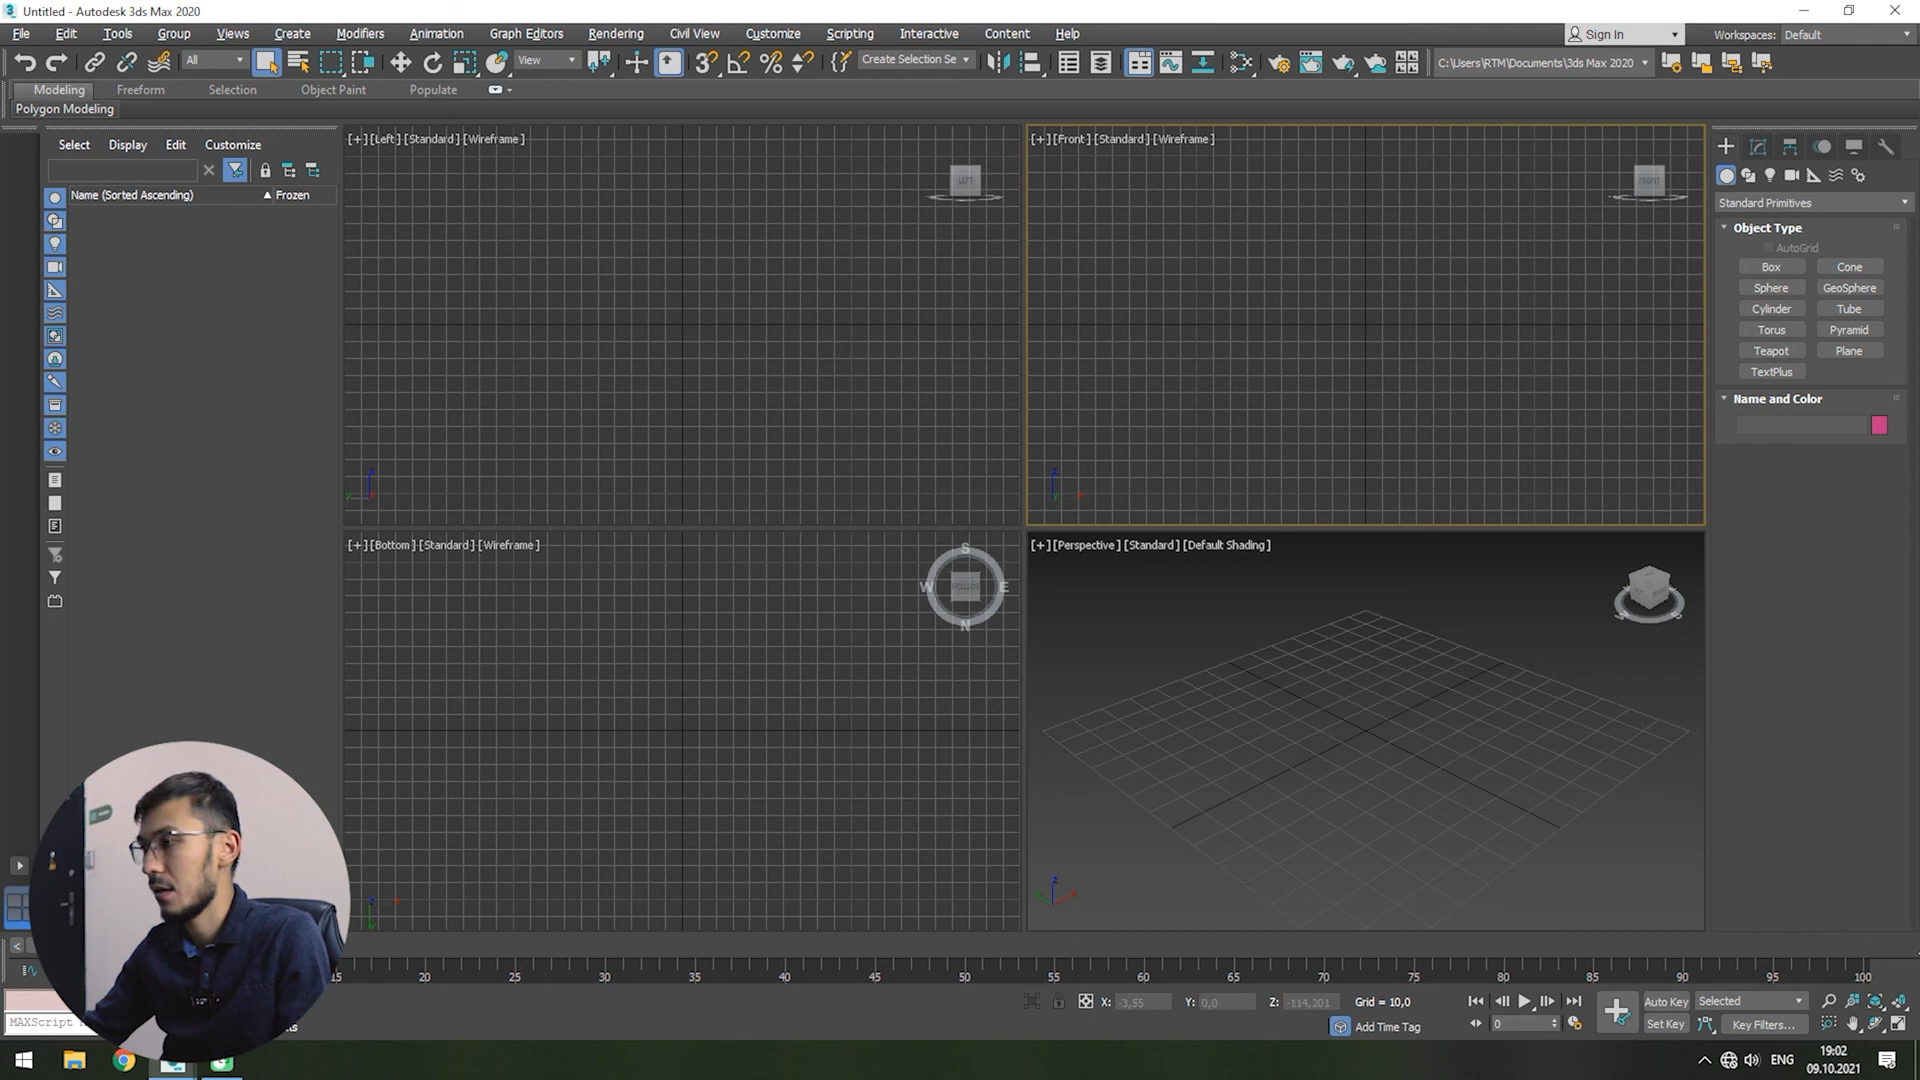 Untitled - Autodesk 3ds Max 2020
File Edit Tools Group Views Create Modifiers Animation Graph Editors Rendering Civil View Customize Scripting Interactive Content Help
Sign In
Workspaces: Default
All
View
Create Selection Se
C:\Users\RTM\Documents\3ds Max 2020
Modeling Freeform Selection Object Paint Populate
Polygon Modeling
Select Display Edit Customize
Name (Sorted Ascending)
Frozen
[+][Left][Standard][Wireframe]
LEFT
[+][Front][Standard][Wireframe]
FRONT
Standard Primitives
Object Type
AutoGrid
Box Cone
Sphere GeoSphere
Cylinder Tube
Torus Pyramid
Teapot Plane
TextPlus
Name and Color
[+][Bottom][Standard][Wireframe]
S
W BOTTOM E
N
[+][Perspective][Standard][Default Shading]
15 20 25 30 35 40 45 50 55 60 65 70 75 80 85 90 95 100
X: -3,55 Y: 0,0 Z: -114,201 Grid = 10,0
Add Time Tag
0
Auto Key Selected
Set Key Key Filters...
MAXScript
ENG
19:02
09.10.2021